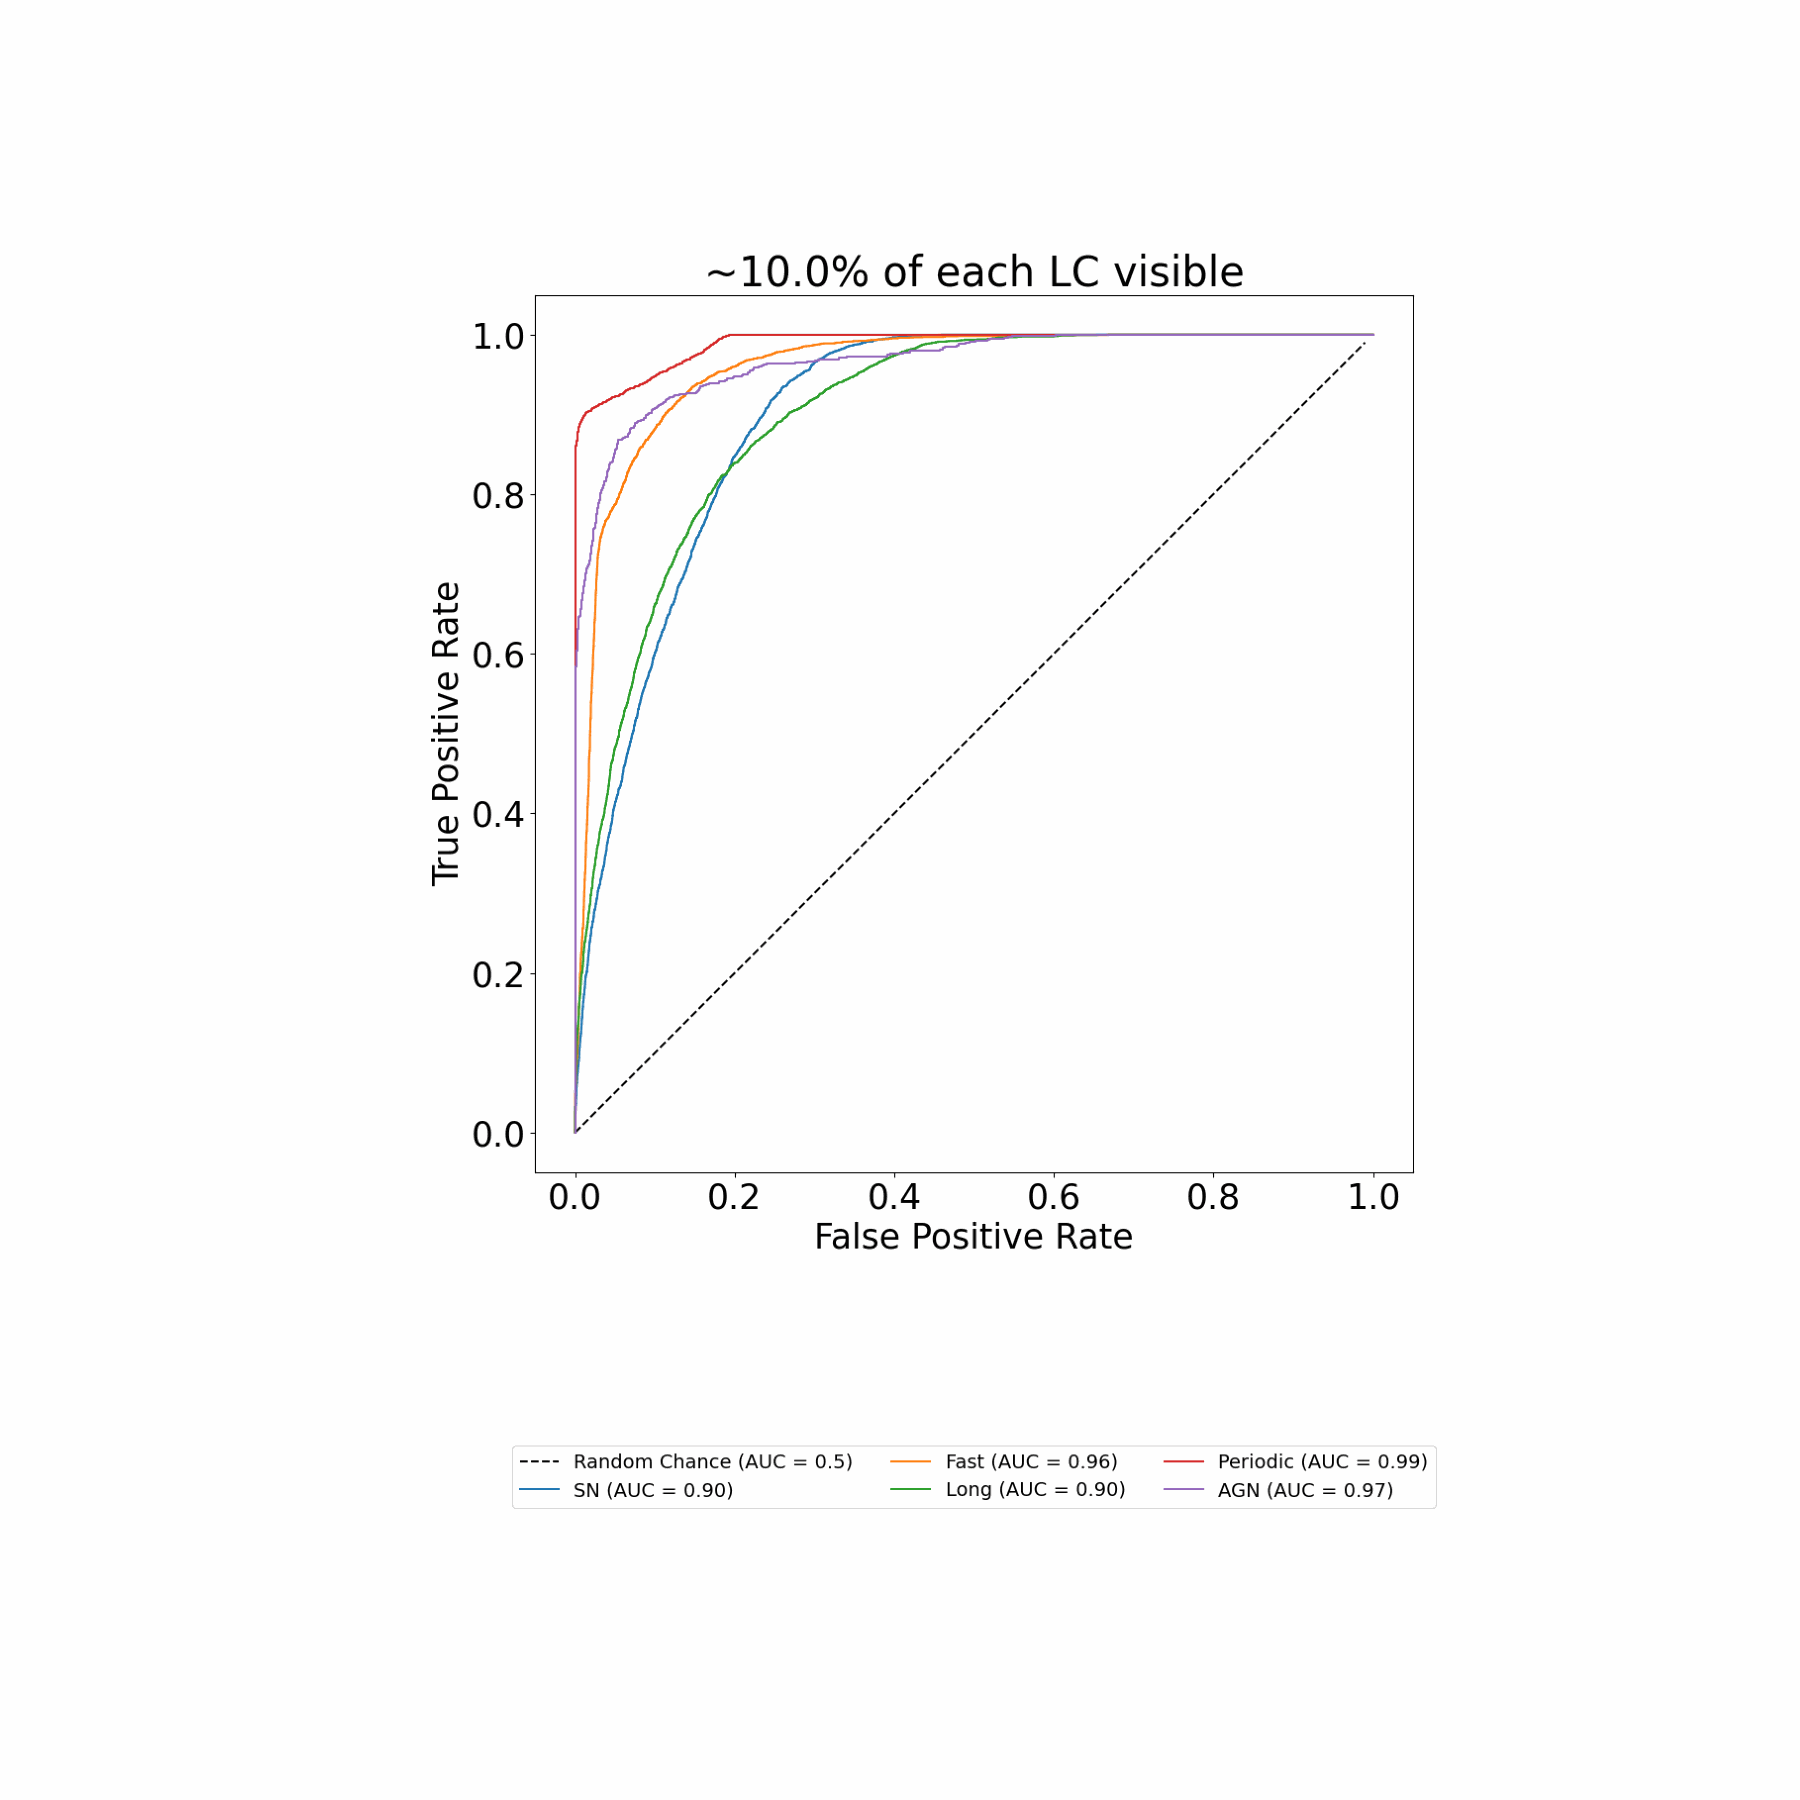 ~10.0% of each LC visible
True Positive Rate
1.0
0.8
0.6
0.4
0.2
0.0
0.0 0.2 0.4 0.6 0.8 1.0
False Positive Rate
Random Chance (AUC = 0.5) Fast (AUC = 0.96) Periodic (AUC = 0.99)
SN (AUC = 0.90) Long (AUC = 0.90) AGN (AUC = 0.97)